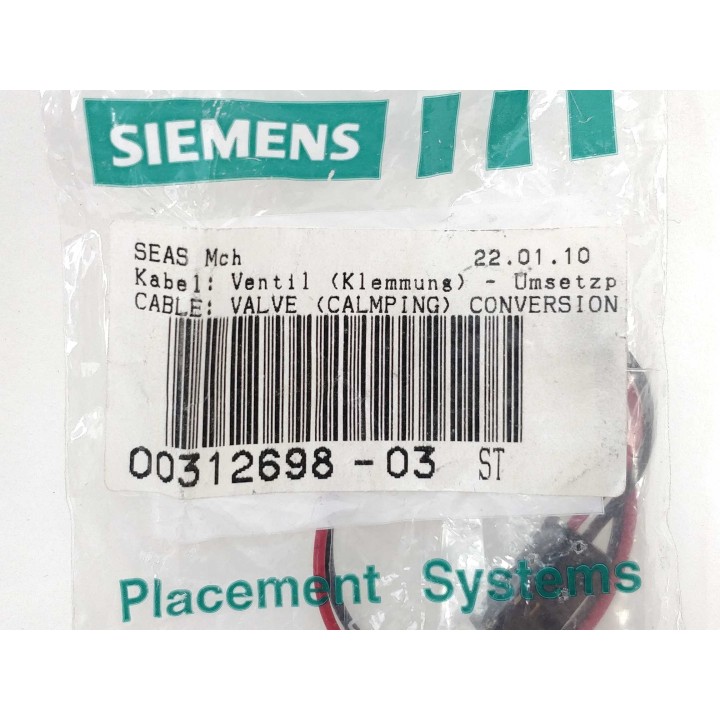 SIEMENS
SEAS Mch 22.01.10
Kabel: Ventil (Klemmung) - Umsetzp
CABLE: VALVE (CALMPING) CONVERSION
00312698-03 ST
Placement Systems